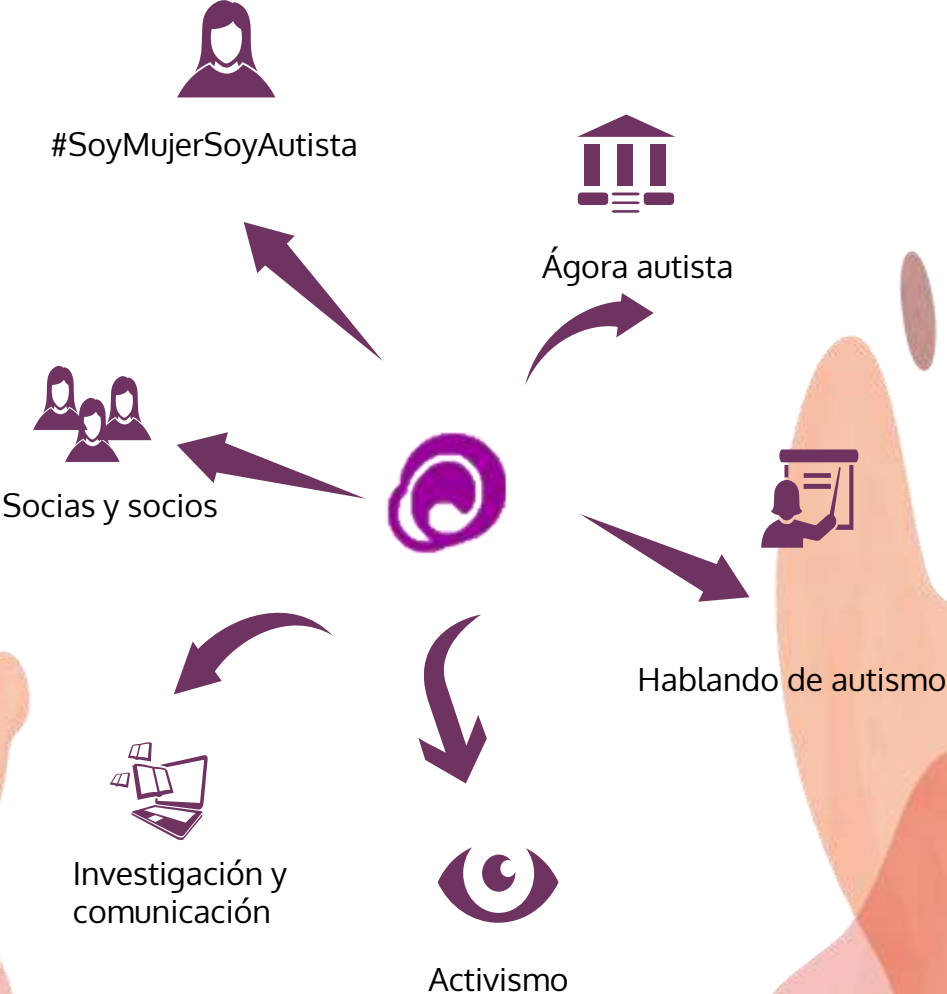 #SoyMujerSoyAutista
Ágora autista
Socias y socios
Hablando de autismo
Investigación y
comunicación
Activismo